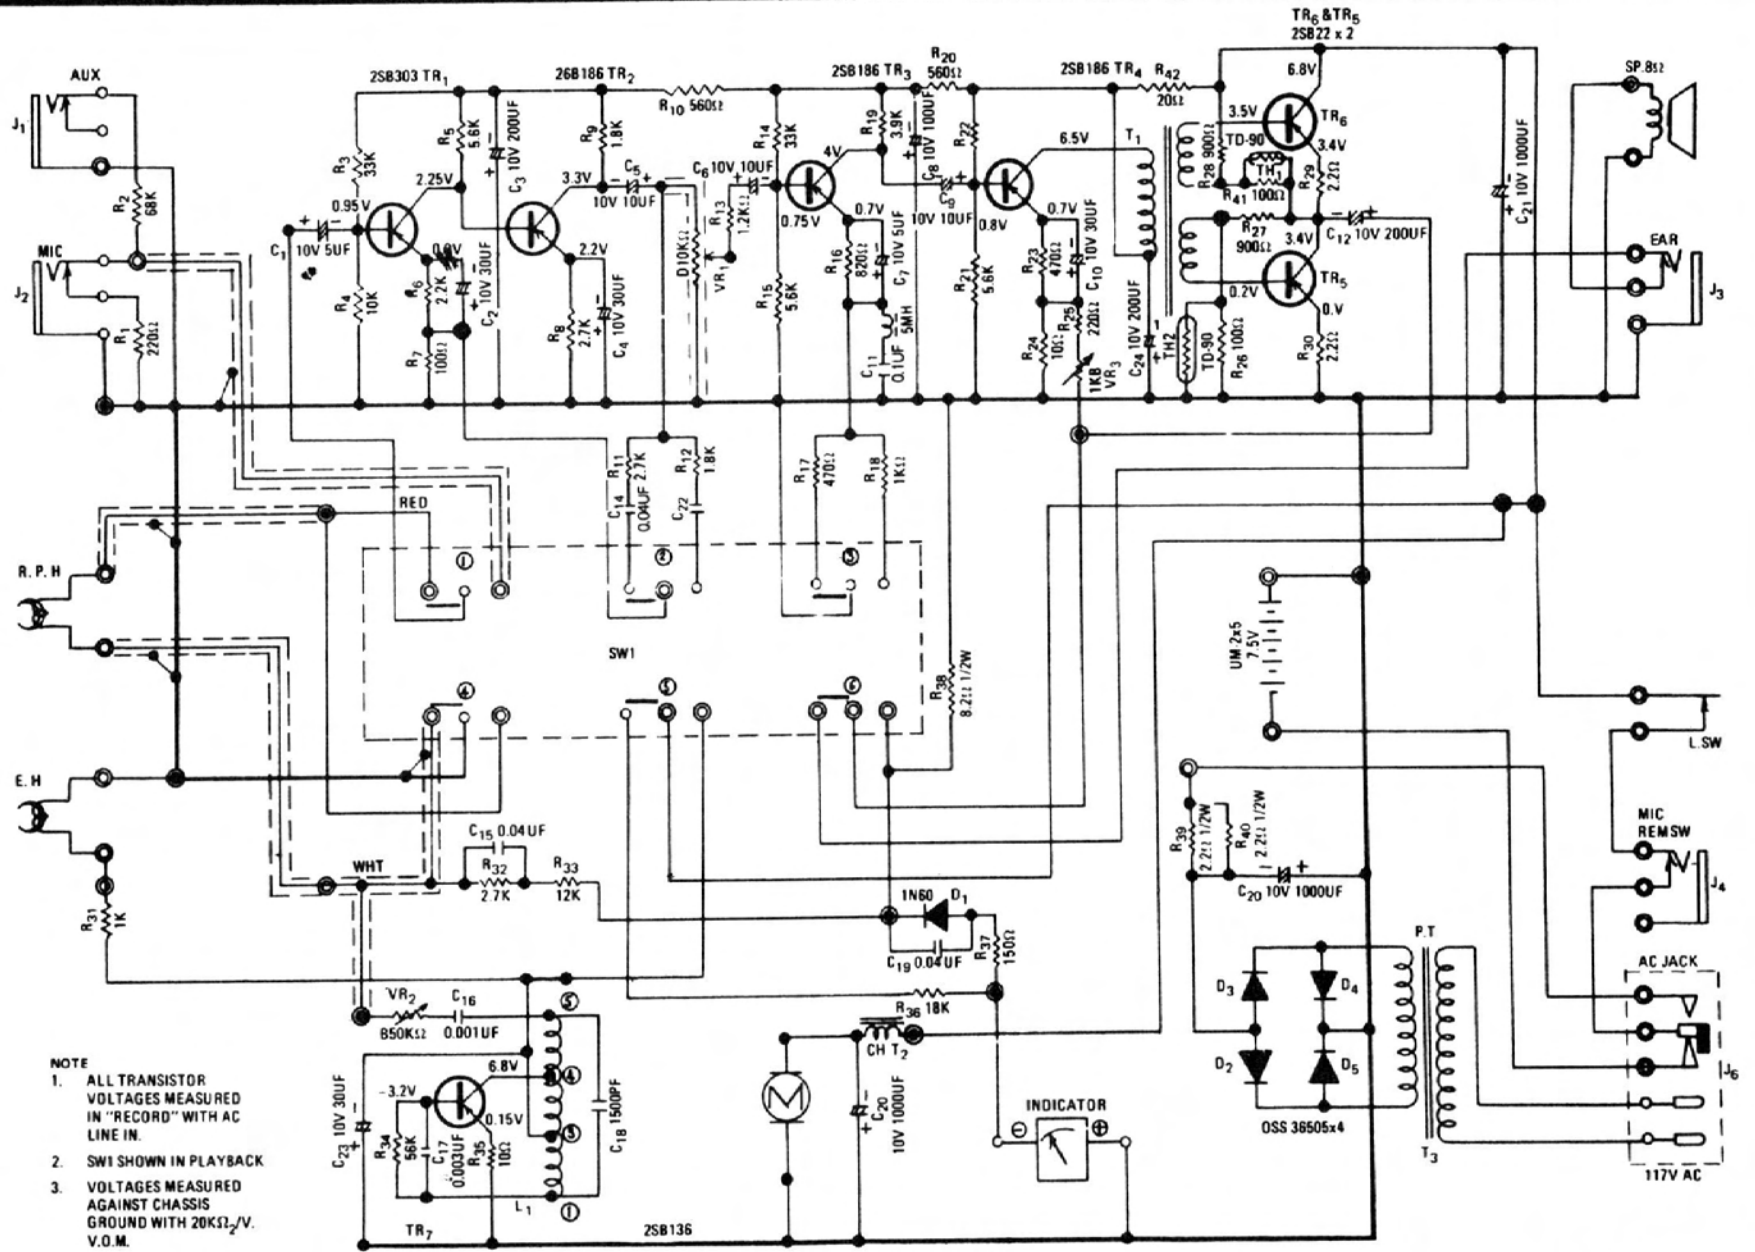 TR6 & TR5
2SB22 x 2
AUX
J1
R2 68K
MIC
J2
R1 220Ω
2SB303 TR1
26B186 TR2
R10 560Ω
2SB186 TR3
R20
560Ω
2SB186 TR4
R42
20Ω
6.8V
SP.8Ω
R3 33K
R5 5.6K
C3 10V 200UF
R9 1.8K
C5
10V 10UF
C6 10V 10UF
R14 33K
R19 3.9K
C8 10V 100UF
R22
6.5V
T1
3.5V
TR6
3.4V
TD-90
TH1
R28 900Ω
R41
100Ω
R29 2.2Ω
C21 10V 1000UF
2.25V
3.3V
4V
0.95V
C1 10V 5UF
R4 10K
R6 2.2K
R7 100Ω
C2 10V 30UF
2.2V
R8 2.7K
C4 10V 30UF
D10KΩ
VR1
R13 1.2KΩ
R15 5.6K
0.75V
0.7V
R16 820Ω
C7 10V 5UF
5MH
C11 0.1UF
C9
10V 10UF
0.8V
R21 5.6K
0.7V
R23 470Ω
C10 10V 30UF
R24 10Ω
R25 220Ω
1KB
VR3
C24 10V 200UF
R27
900Ω
3.4V
C12 10V 200UF
0.2V
TR5
0.V
TH2
TD-90
R26 100Ω
R30 2.2Ω
EAR
J3
RED
R11 2.7K
C14 0.04UF
R12 1.8K
C22
R17 470Ω
R18 1KΩ
R.P.H
① ② ③
SW1
④ ⑤ ⑥
R38 8.2Ω 1/2W
UM.2x5
7.5V
L.SW
E.H
WHT
C15 0.04UF
R32
2.7K
R33
12K
R31 1K
1N60 D1
C19 0.04UF
R37 150Ω
R36 18K
R39 2.2Ω 1/2W
R40 2.2Ω 1/2W
C20 10V 1000UF
MIC
REMSW
J4
P.T
AC JACK
D3
D4
D2
D5
OSS 36505x4
T3
J6
117V AC
VR2
B50KΩ
C16
0.001UF
⑤
④
③
①
6.8V
-3.2V
0.15V
C23 10V 30UF
R34 56K
C17 0.003UF
R35 10Ω
C18 1500PF
L1
TR7
2SB136
CH T2
M
C20
10V 1000UF
INDICATOR
NOTE
1. ALL TRANSISTOR
VOLTAGES MEASURED
IN "RECORD" WITH AC
LINE IN.
2. SW1 SHOWN IN PLAYBACK
3. VOLTAGES MEASURED
AGAINST CHASSIS
GROUND WITH 20KΩ/V.
V.O.M.